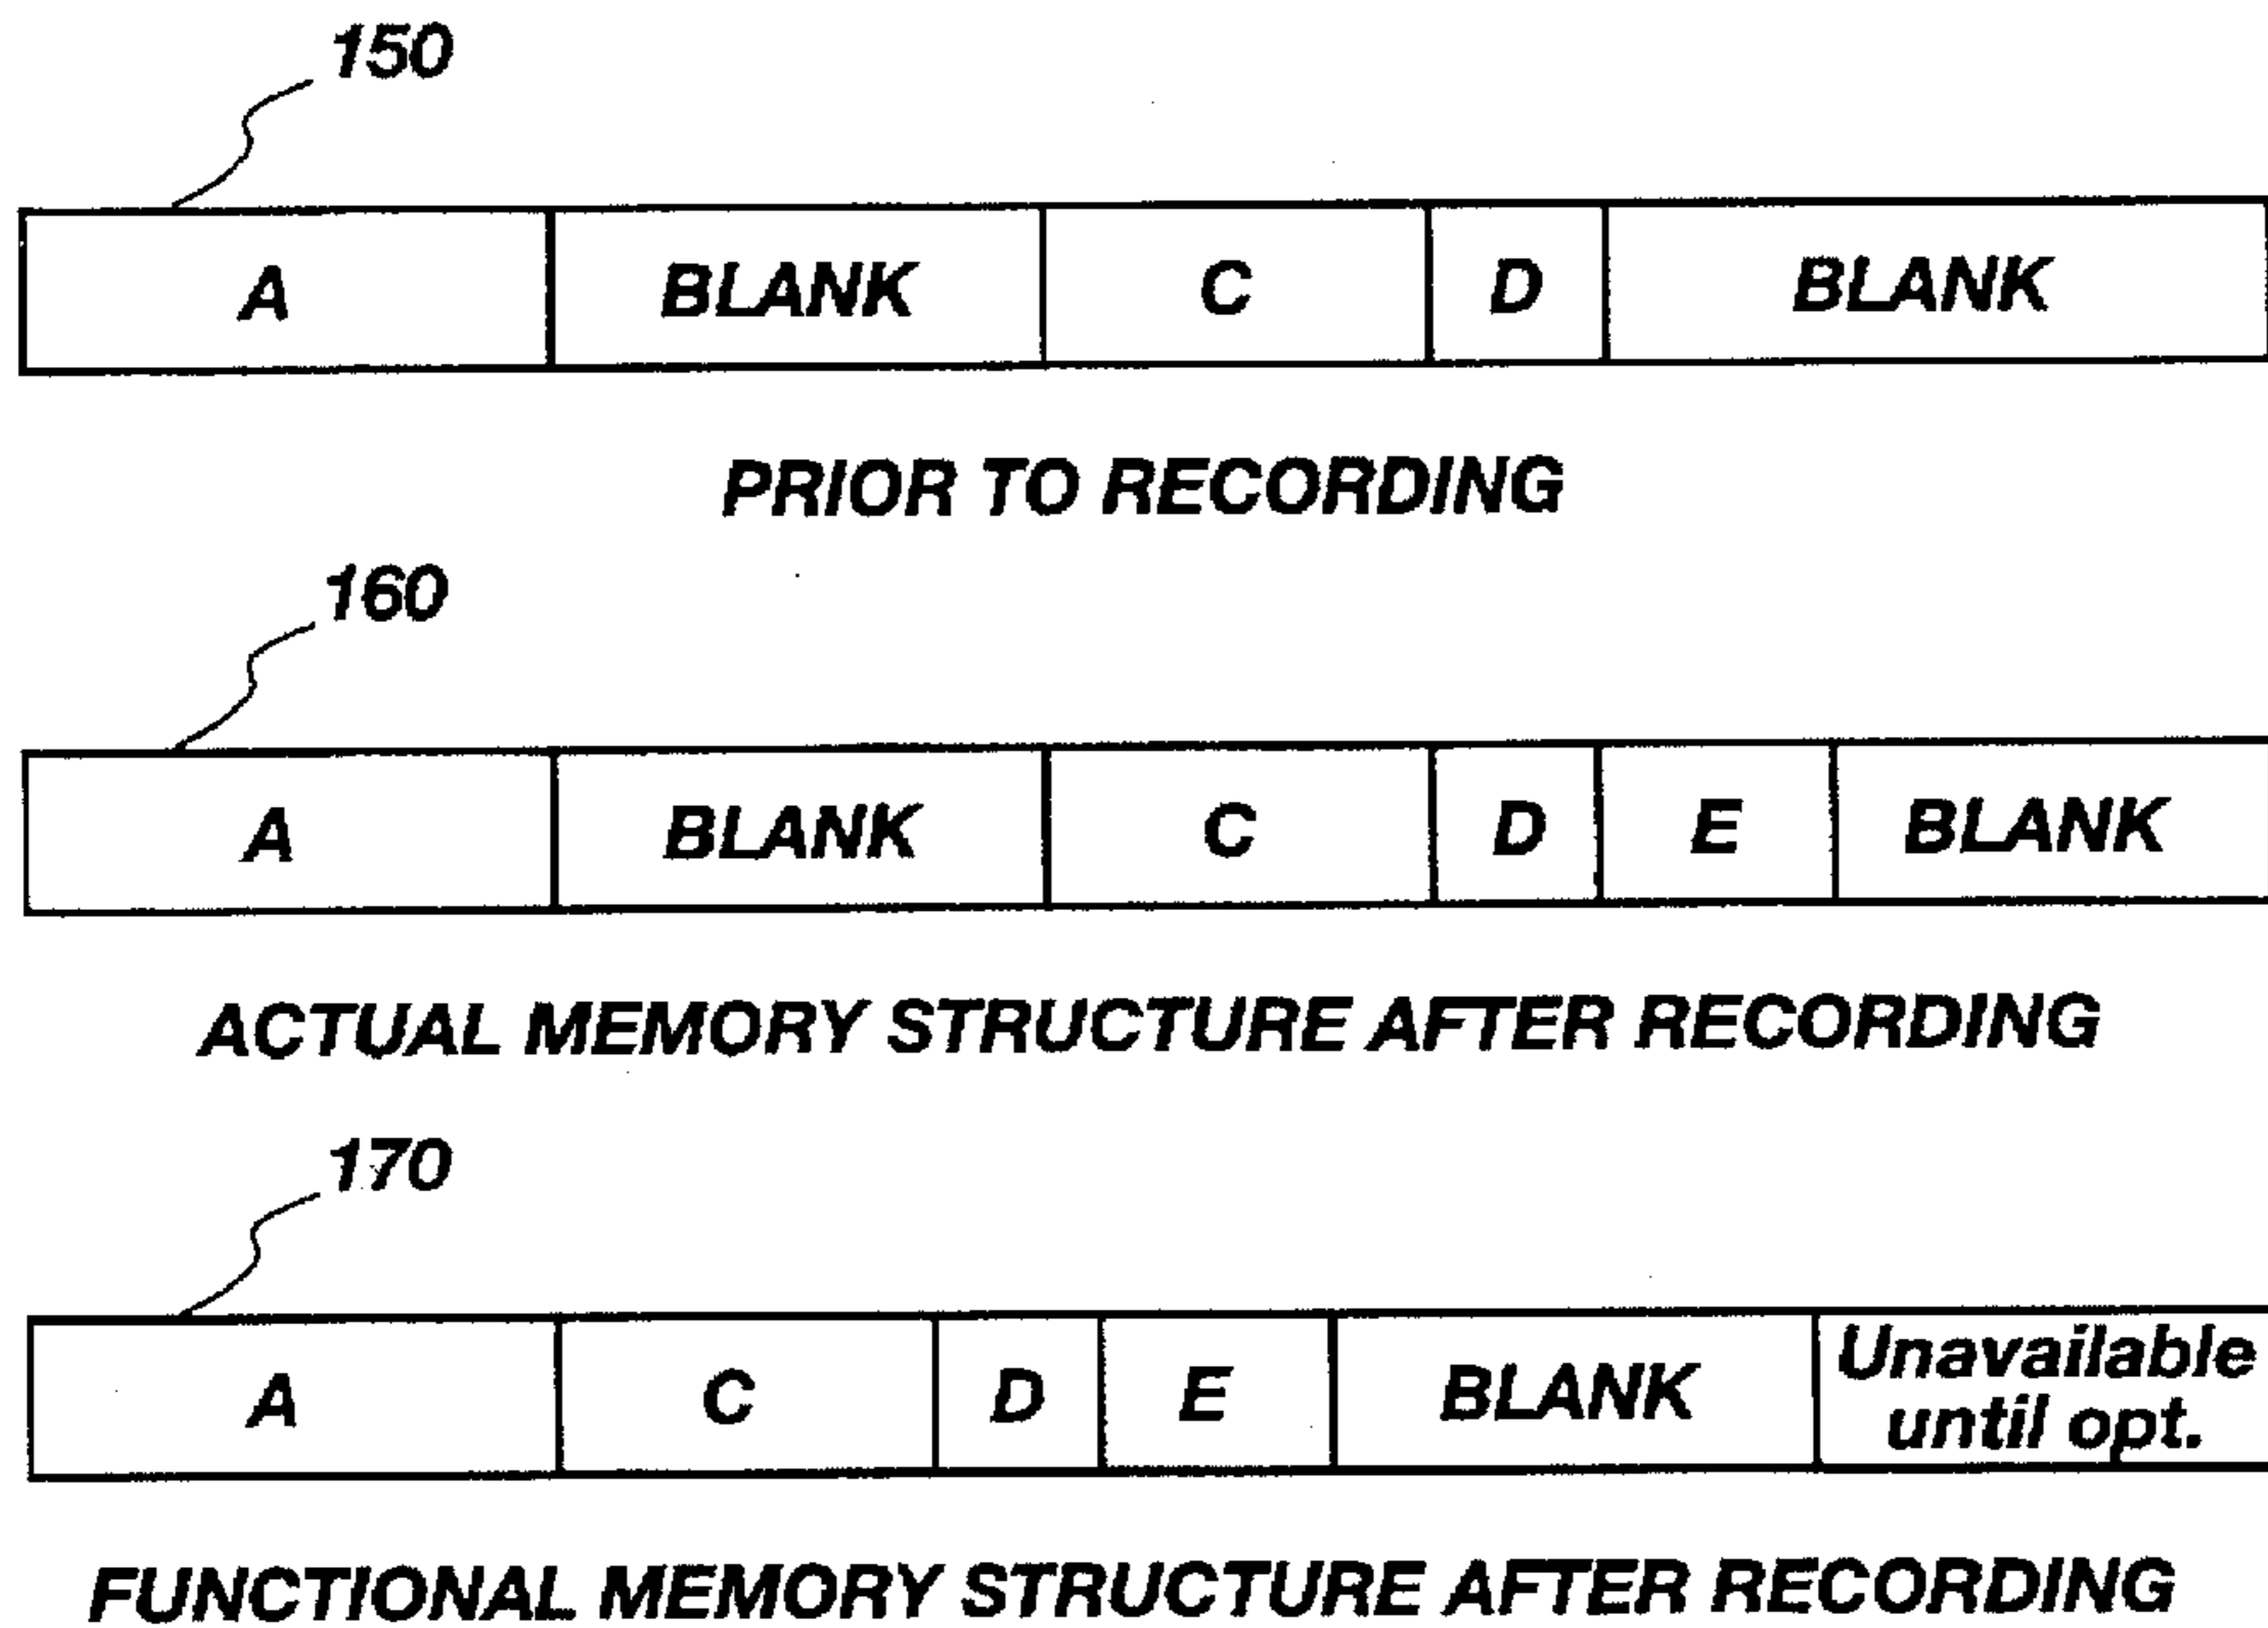 150
A BLANK C D BLANK
PRIOR TO RECORDING
160
A BLANK C D E BLANK
ACTUAL MEMORY STRUCTURE AFTER RECORDING
170
A C D E BLANK Unavailable
until opt.
FUNCTIONAL MEMORY STRUCTURE AFTER RECORDING